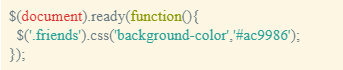 $(document).ready(function(){
$('.friends').css('background-color','#ac9986');
});